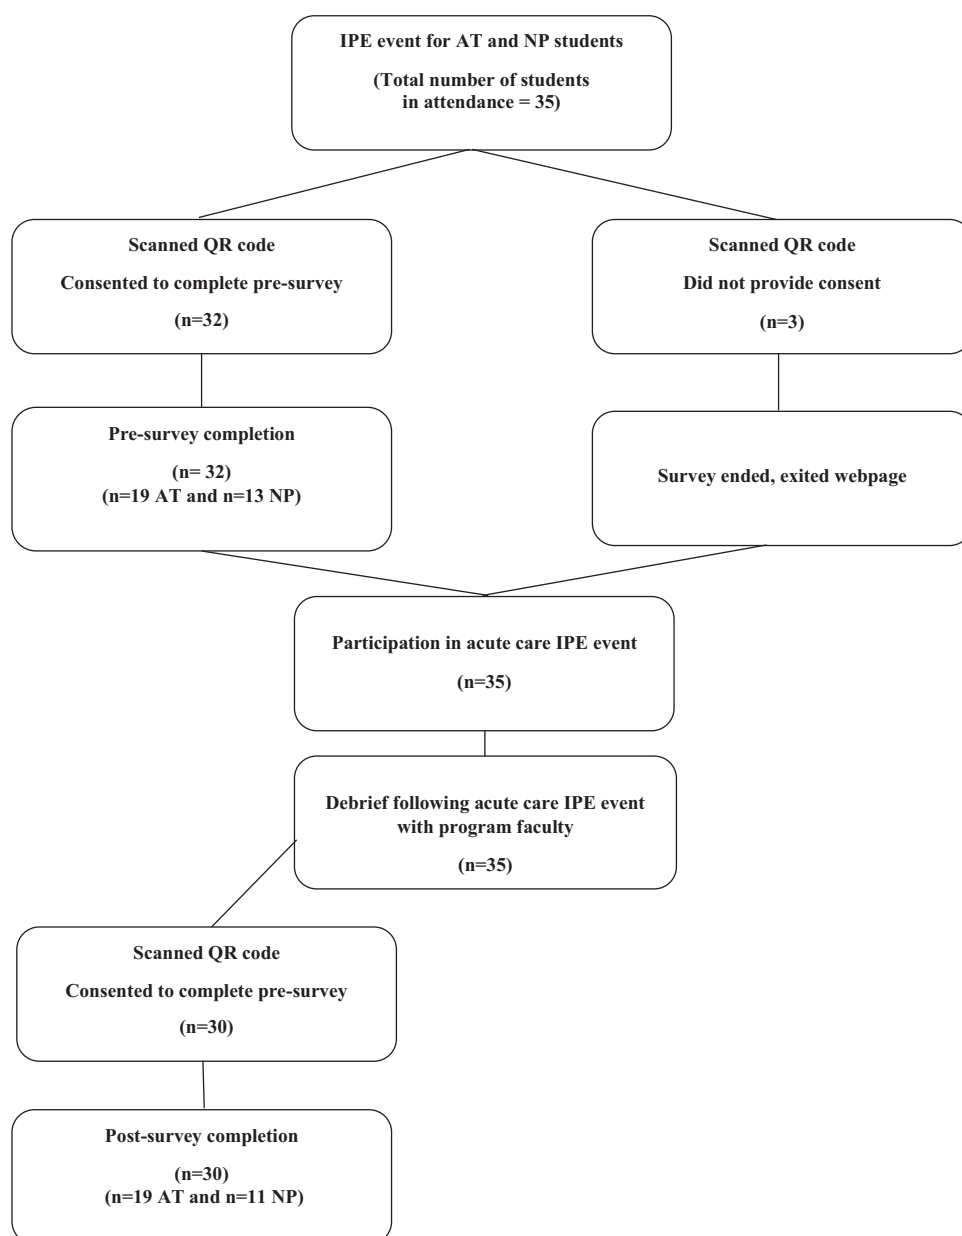 IPE event for AT and NP students
(Total number of students
in attendance = 35)
Scanned QR code
Consented to complete pre-survey
(n=32)
Scanned QR code
Did not provide consent
(n=3)
Pre-survey completion
(n= 32)
(n=19 AT and n=13 NP)
Survey ended, exited webpage
Participation in acute care IPE event
(n=35)
Debrief following acute care IPE event
with program faculty
(n=35)
Scanned QR code
Consented to complete pre-survey
(n=30)
Post-survey completion
(n=30)
(n=19 AT and n=11 NP)